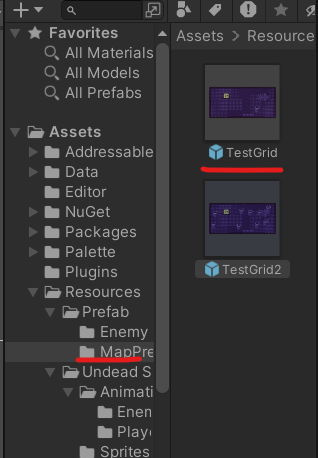 Favorites
All Materials
All Models
All Prefabs
Assets
Addressable
Data
Editor
NuGet
Packages
Palette
Plugins
Resources
Prefab
Enemy
MapPre
Undead S
Animati
Enem
Playe
Sprites
Assets > Resource
TestGrid
TestGrid2